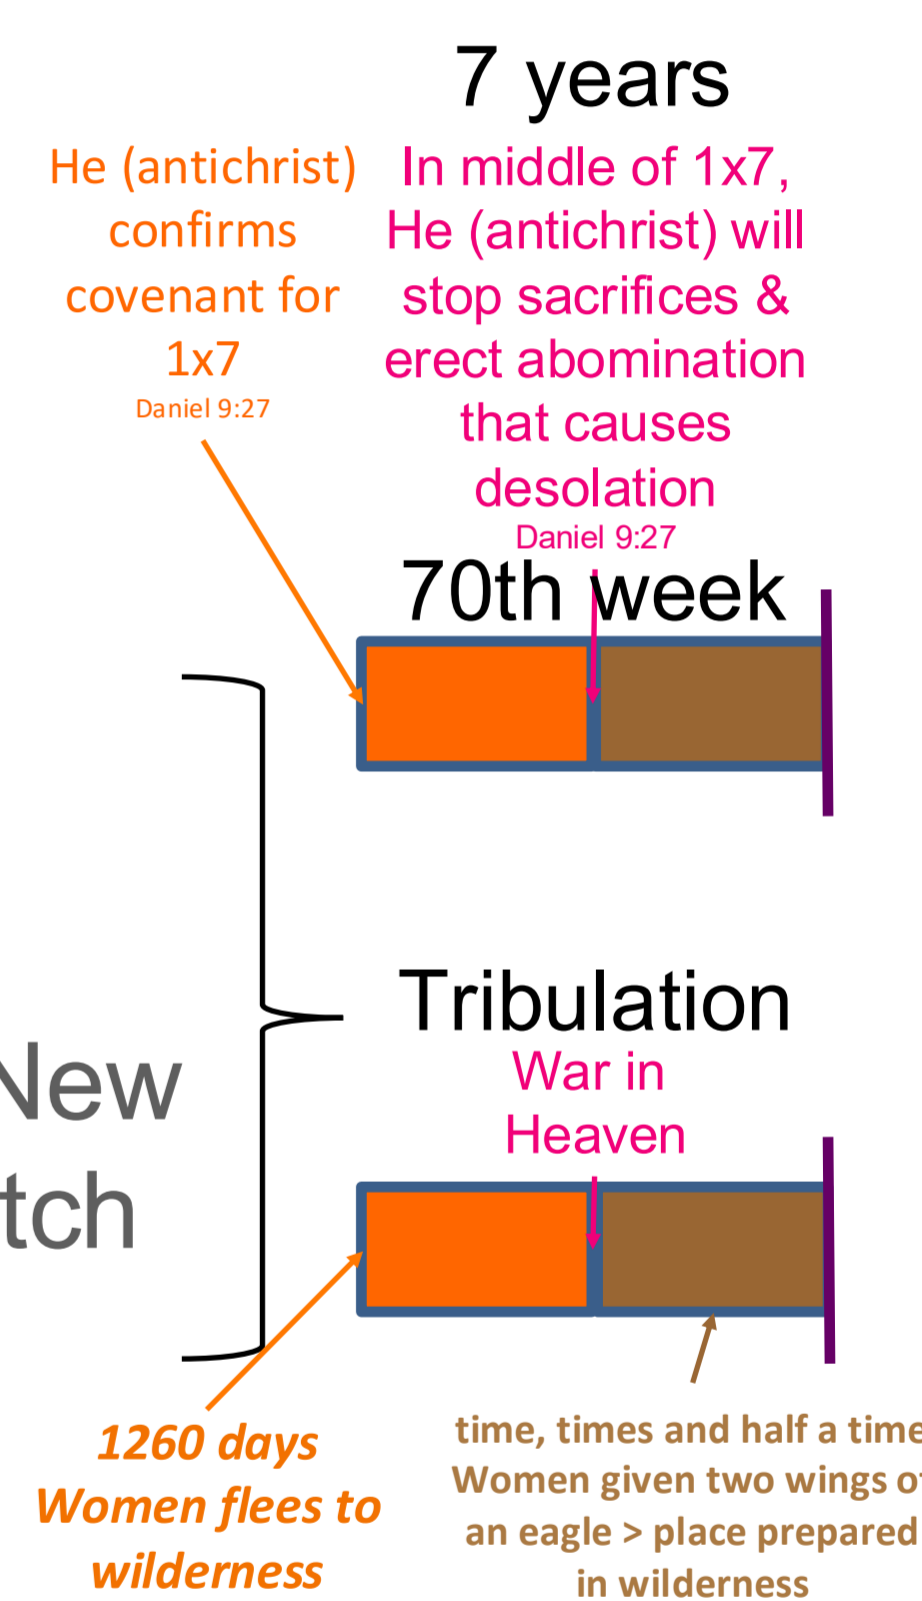 7 years
He (antichrist)
confirms
covenant for
1x7
Daniel 9:27
In middle of 1x7,
He (antichrist) will
stop sacrifices &
erect abomination
that causes
desolation
Daniel 9:27
70th week
Tribulation
War in
Heaven
New
tch
1260 days
Women flees to
wilderness
time, times and half a time
Women given two wings of
an eagle > place prepared
in wilderness